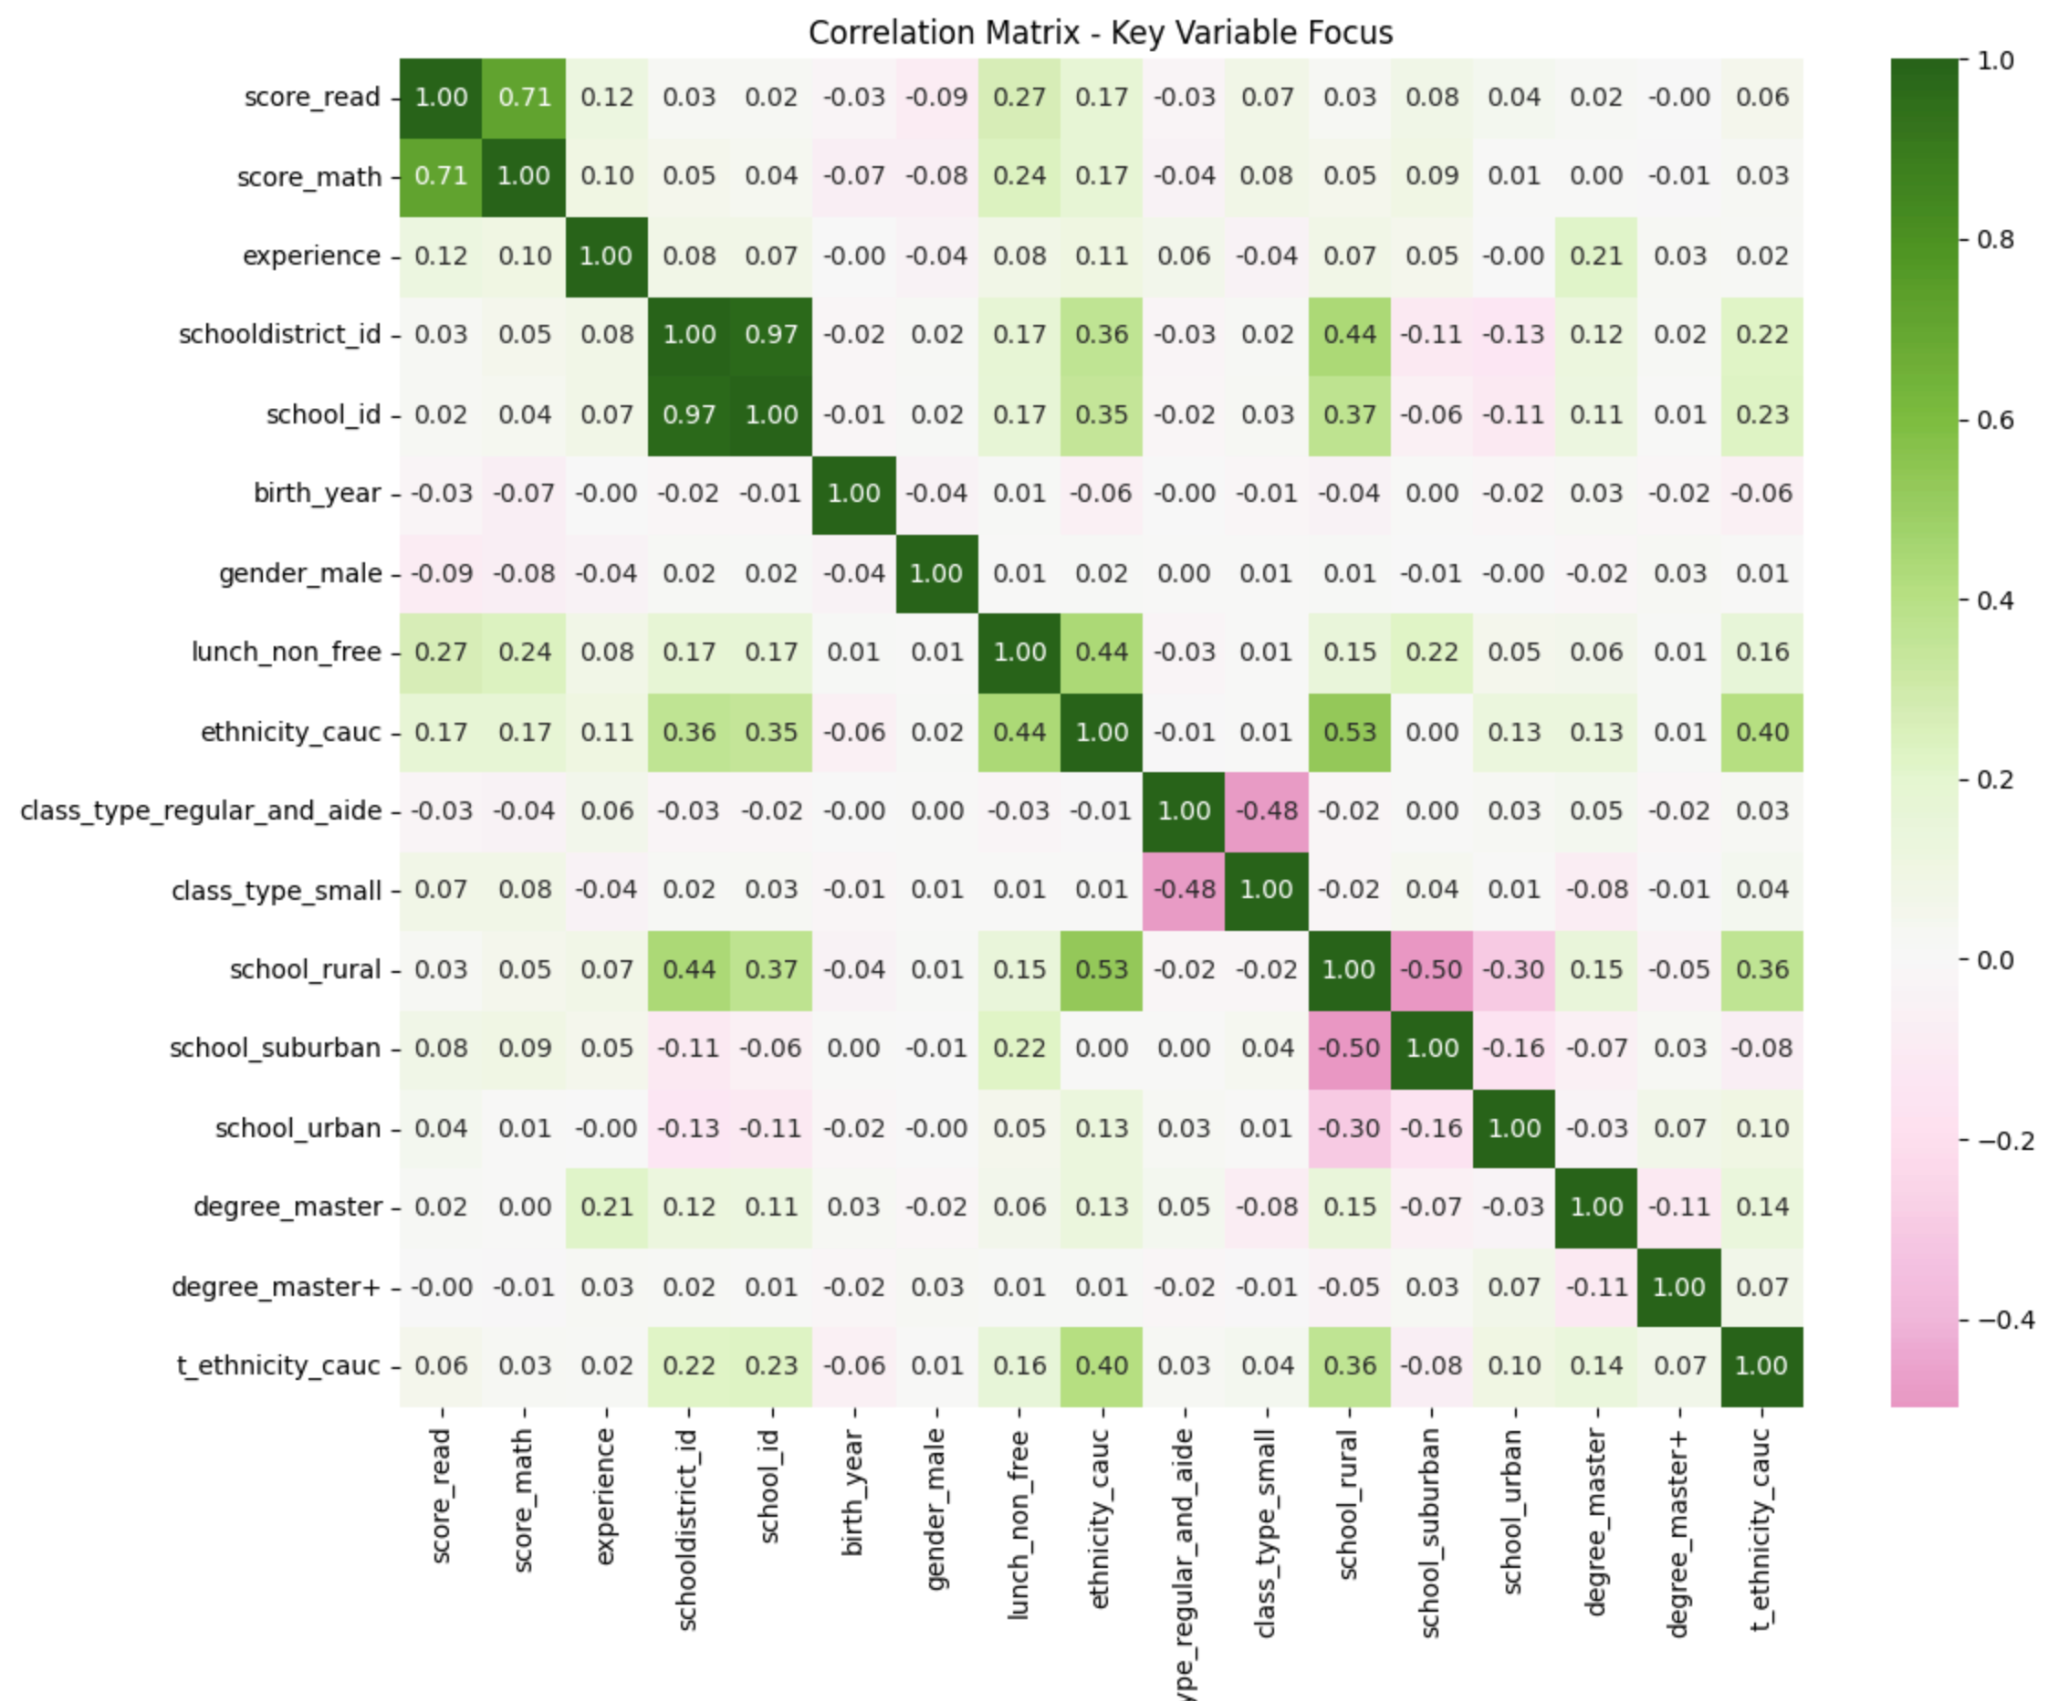 Correlation Matrix - Key Variable Focus
score_read 1.00 0.71 0.12 0.03 0.02 -0.03 -0.09 0.27 0.17 -0.03 0.07 0.03 0.08 0.04 0.02 -0.00 0.06
score_math 0.71 1.00 0.10 0.05 0.04 -0.07 -0.08 0.24 0.17 -0.04 0.08 0.05 0.09 0.01 0.00 -0.01 0.03
experience 0.12 0.10 1.00 0.08 0.07 -0.00 -0.04 0.08 0.11 0.06 -0.04 0.07 0.05 -0.00 0.21 0.03 0.02
schooldistrict_id 0.03 0.05 0.08 1.00 0.97 -0.02 0.02 0.17 0.36 -0.03 0.02 0.44 -0.11 -0.13 0.12 0.02 0.22
school_id 0.02 0.04 0.07 0.97 1.00 -0.01 0.02 0.17 0.35 -0.02 0.03 0.37 -0.06 -0.11 0.11 0.01 0.23
birth_year -0.03 -0.07 -0.00 -0.02 -0.01 1.00 -0.04 0.01 -0.06 -0.00 -0.01 -0.04 0.00 -0.02 0.03 -0.02 -0.06
gender_male -0.09 -0.08 -0.04 0.02 0.02 -0.04 1.00 0.01 0.02 0.00 0.01 0.01 -0.01 -0.00 -0.02 0.03 0.01
lunch_non_free 0.27 0.24 0.08 0.17 0.17 0.01 0.01 1.00 0.44 -0.03 0.01 0.15 0.22 0.05 0.06 0.01 0.16
ethnicity_cauc 0.17 0.17 0.11 0.36 0.35 -0.06 0.02 0.44 1.00 -0.01 0.01 0.53 0.00 0.13 0.13 0.01 0.40
class_type_regular_and_aide -0.03 -0.04 0.06 -0.03 -0.02 -0.00 0.00 -0.03 -0.01 1.00 -0.48 -0.02 0.00 0.03 0.05 -0.02 0.03
class_type_small 0.07 0.08 -0.04 0.02 0.03 -0.01 0.01 0.01 0.01 -0.48 1.00 -0.02 0.04 0.01 -0.08 -0.01 0.04
school_rural 0.03 0.05 0.07 0.44 0.37 -0.04 0.01 0.15 0.53 -0.02 -0.02 1.00 -0.50 -0.30 0.15 -0.05 0.36
school_suburban 0.08 0.09 0.05 -0.11 -0.06 0.00 -0.01 0.22 0.00 0.00 0.04 -0.50 1.00 -0.16 -0.07 0.03 -0.08
school_urban 0.04 0.01 -0.00 -0.13 -0.11 -0.02 -0.00 0.05 0.13 0.03 0.01 -0.30 -0.16 1.00 -0.03 0.07 0.10
degree_master 0.02 0.00 0.21 0.12 0.11 0.03 -0.02 0.06 0.13 0.05 -0.08 0.15 -0.07 -0.03 1.00 -0.11 0.14
degree_master+ -0.00 -0.01 0.03 0.02 0.01 -0.02 0.03 0.01 0.01 -0.02 -0.01 -0.05 0.03 0.07 -0.11 1.00 0.07
t_ethnicity_cauc 0.06 0.03 0.02 0.22 0.23 -0.06 0.01 0.16 0.40 0.03 0.04 0.36 -0.08 0.10 0.14 0.07 1.00
score_read
score_math
experience
schooldistrict_id
school_id
birth_year
gender_male
lunch_non_free
ethnicity_cauc
ype_regular_and_aide
class_type_small
school_rural
school_suburban
school_urban
degree_master
degree_master+
t_ethnicity_cauc
1.0
0.8
0.6
0.4
0.2
0.0
−0.2
−0.4